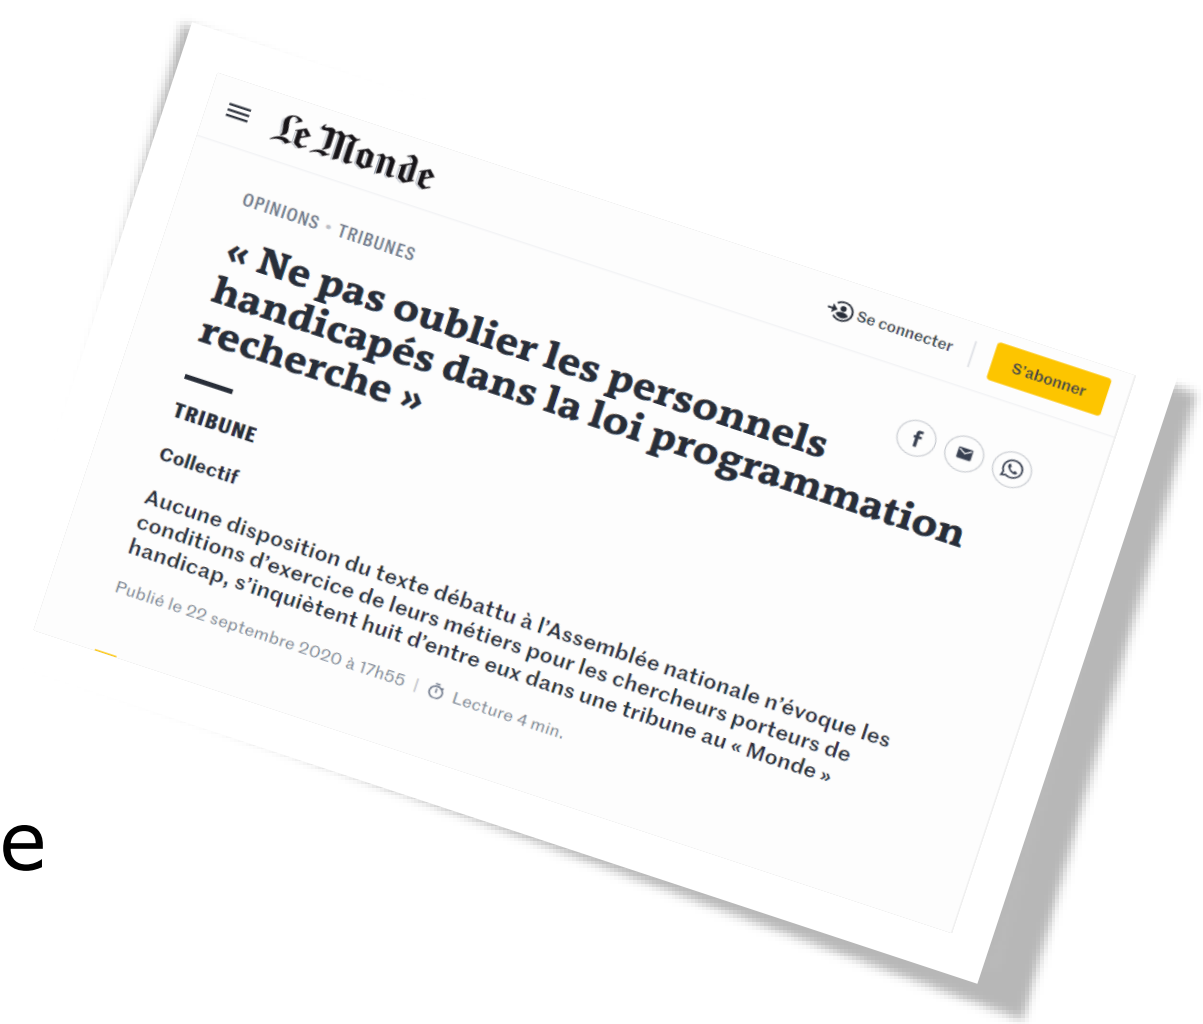 Le Monde
OPINIONS • TRIBUNES
Se connecter
S'abonner
« Ne pas oublier les personnels
handicapés dans la loi programmation
recherche »
TRIBUNE
Collectif
Aucune disposition du texte débattu à l'Assemblée nationale n'évoque les
conditions d'exercice de leurs métiers pour les chercheurs porteurs de
handicap, s'inquiètent huit d'entre eux dans une tribune au « Monde »
Publié le 22 septembre 2020 à 17h55 | Lecture 4 min.
e